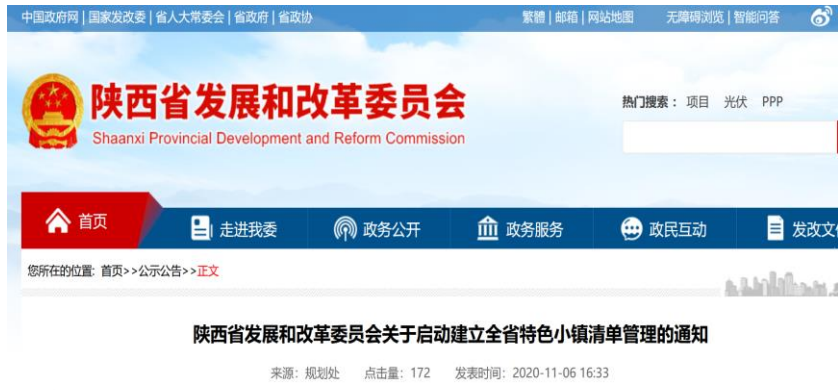 中国政府网 | 国家发改委 | 省人大常委会 | 省政府 | 省政协 繁體 | 邮箱 | 网站地图 无障碍浏览 | 智能问答
陕西省发展和改革委员会
Shaanxi Provincial Development and Reform Commission
热门搜索： 项目 光伏 PPP
首页 走进我委 政务公开 政务服务 政民互动 发改文
您所在的位置: 首页>>公示公告>>正文
陕西省发展和改革委员会关于启动建立全省特色小镇清单管理的通知
来源：规划处 点击量：172 发表时间：2020-11-06 16:33